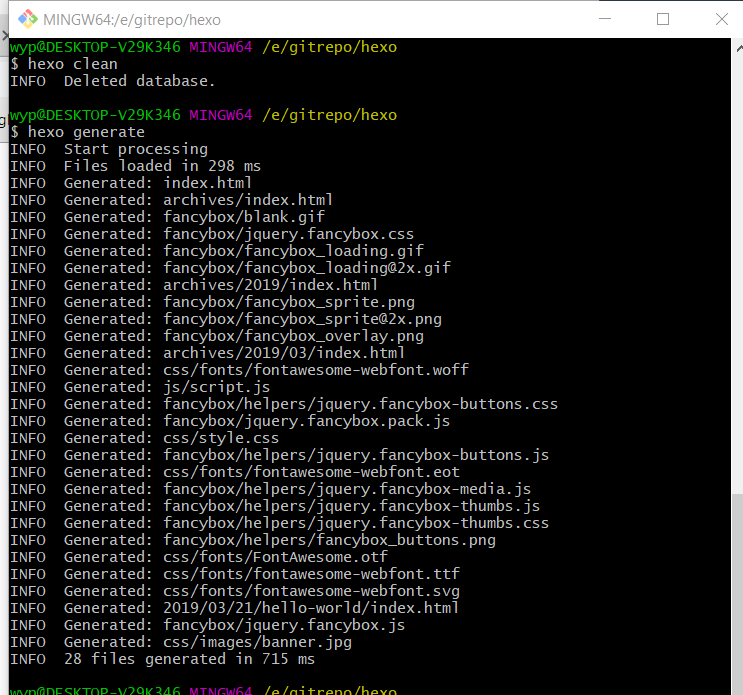 MINGW64:/e/gitrepo/hexo
wyp@DESKTOP-V29K346 MINGW64 /e/gitrepo/hexo
$ hexo clean
INFO  Deleted database.
wyp@DESKTOP-V29K346 MINGW64 /e/gitrepo/hexo
$ hexo generate
INFO  Start processing
INFO  Files loaded in 298 ms
INFO  Generated: index.html
INFO  Generated: archives/index.html
INFO  Generated: fancybox/blank.gif
INFO  Generated: fancybox/jquery.fancybox.css
INFO  Generated: fancybox/fancybox_loading.gif
INFO  Generated: fancybox/fancybox_loading@2x.gif
INFO  Generated: archives/2019/index.html
INFO  Generated: fancybox/fancybox_sprite.png
INFO  Generated: fancybox/fancybox_sprite@2x.png
INFO  Generated: fancybox/fancybox_overlay.png
INFO  Generated: archives/2019/03/index.html
INFO  Generated: css/fonts/fontawesome-webfont.woff
INFO  Generated: js/script.js
INFO  Generated: fancybox/helpers/jquery.fancybox-buttons.css
INFO  Generated: fancybox/jquery.fancybox.pack.js
INFO  Generated: css/style.css
INFO  Generated: fancybox/helpers/jquery.fancybox-buttons.js
INFO  Generated: css/fonts/fontawesome-webfont.eot
INFO  Generated: fancybox/helpers/jquery.fancybox-media.js
INFO  Generated: fancybox/helpers/jquery.fancybox-thumbs.js
INFO  Generated: fancybox/helpers/jquery.fancybox-thumbs.css
INFO  Generated: fancybox/helpers/fancybox_buttons.png
INFO  Generated: css/fonts/FontAwesome.otf
INFO  Generated: css/fonts/fontawesome-webfont.ttf
INFO  Generated: css/fonts/fontawesome-webfont.svg
INFO  Generated: 2019/03/21/hello-world/index.html
INFO  Generated: fancybox/jquery.fancybox.js
INFO  Generated: css/images/banner.jpg
INFO  28 files generated in 715 ms
wyp@DESKTOP-V29K346 MINGW64 /e/gitrepo/hexo